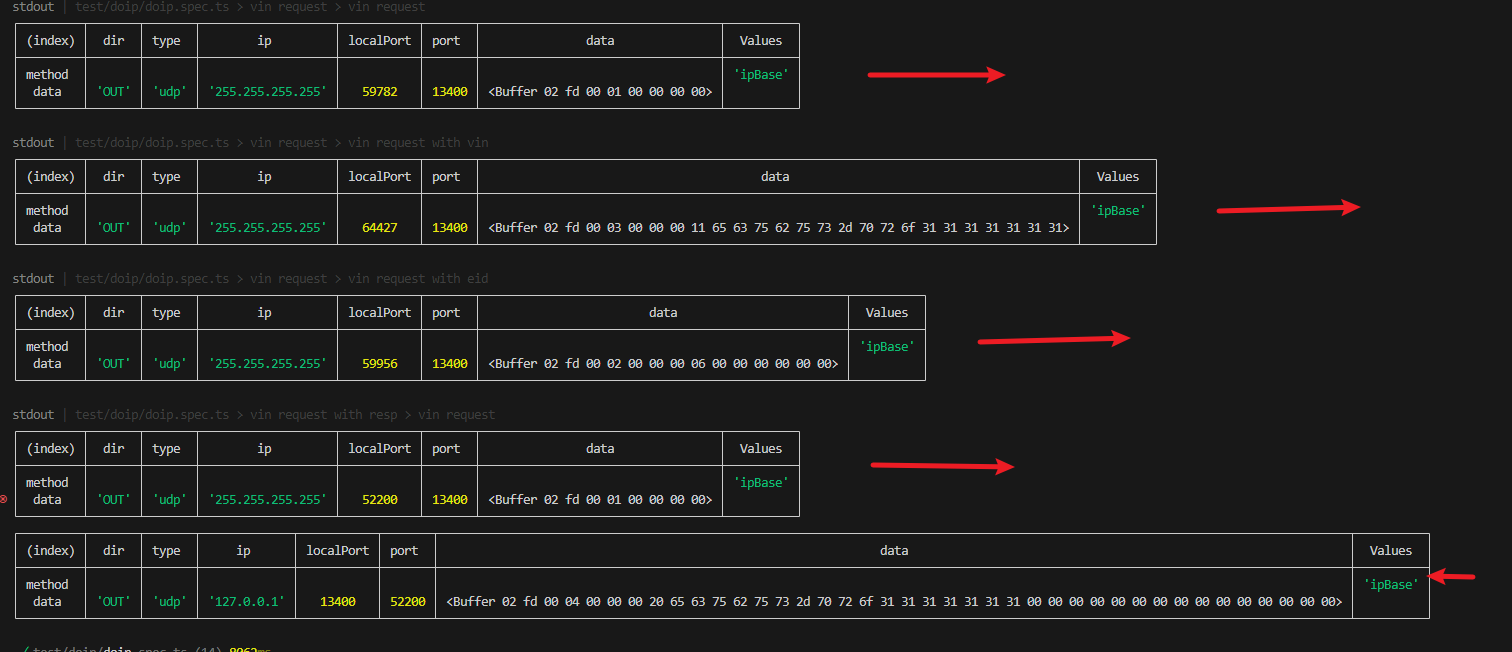 stdout | test/doip/doip.spec.ts > vin request > vin request
(index) dir type ip localPort port data Values
method 'ipBase'
data 'OUT' 'udp' '255.255.255.255' 59782 13400 <Buffer 02 fd 00 01 00 00 00 00>
stdout | test/doip/doip.spec.ts > vin request > vin request with vin
(index) dir type ip localPort port data Values
method 'ipBase'
data 'OUT' 'udp' '255.255.255.255' 64427 13400 <Buffer 02 fd 00 03 00 00 00 11 65 63 75 62 75 73 2d 70 72 6f 31 31 31 31 31 31 31>
stdout | test/doip/doip.spec.ts > vin request > vin request with eid
(index) dir type ip localPort port data Values
method 'ipBase'
data 'OUT' 'udp' '255.255.255.255' 59956 13400 <Buffer 02 fd 00 02 00 00 00 06 00 00 00 00 00 00>
stdout | test/doip/doip.spec.ts > vin request with resp > vin request
(index) dir type ip localPort port data Values
method 'ipBase'
data 'OUT' 'udp' '255.255.255.255' 52200 13400 <Buffer 02 fd 00 01 00 00 00 00>
(index) dir type ip localPort port data Values
method 'ipBase'
data 'OUT' 'udp' '127.0.0.1' 13400 52200 <Buffer 02 fd 00 04 00 00 00 20 65 63 75 62 75 73 2d 70 72 6f 31 31 31 31 31 31 31 00 00 00 00 00 00 00 00 00 00 00 00 00 00 00>
test/doip/doip.spec.ts (14) 8062ms